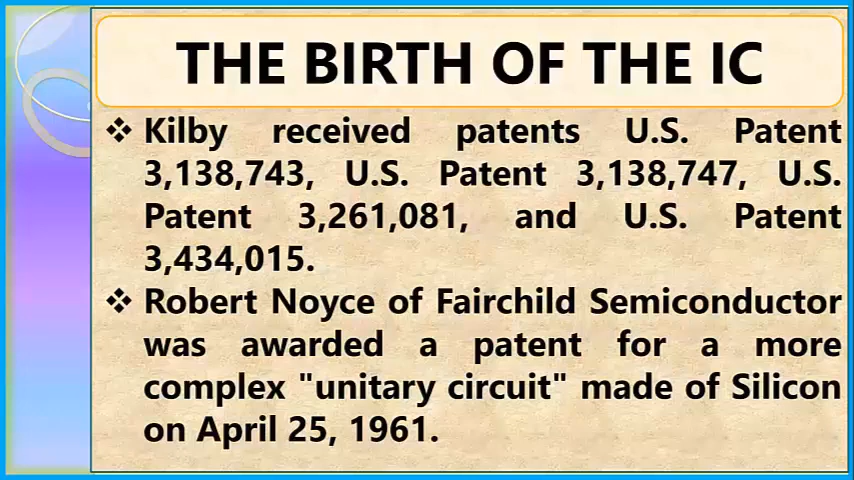 THE BIRTH OF THE IC
❖ Kilby received patents U.S. Patent
3,138,743, U.S. Patent 3,138,747, U.S.
Patent 3,261,081, and U.S. Patent
3,434,015.
❖ Robert Noyce of Fairchild Semiconductor
was awarded a patent for a more
complex "unitary circuit" made of Silicon
on April 25, 1961.